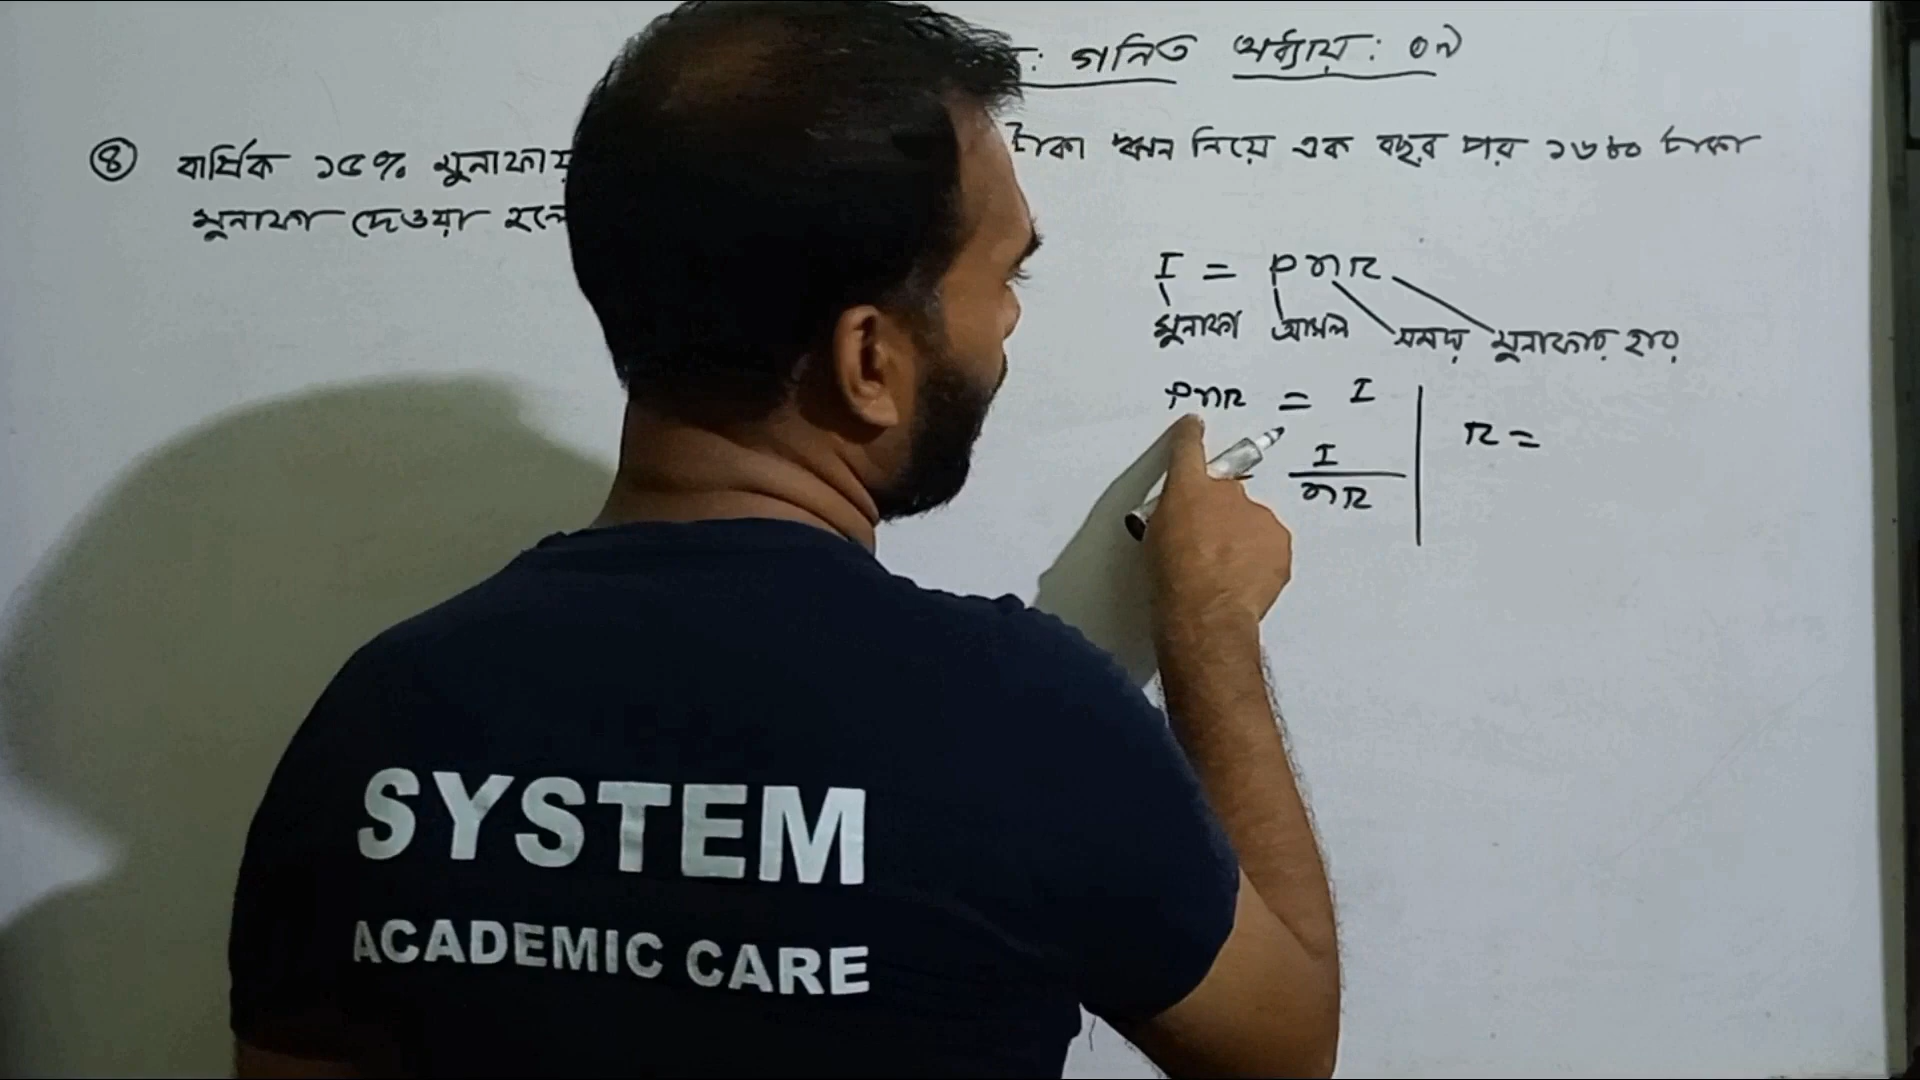 : গনিত অধ্যায় : ০৭
৪ বার্ষিক ১৫% মুনাফায় টাকা ঋন নিয়ে এক বছর পর ১৬৮০ টাকা
মুনাফা দেওয়া হলো
I = pnr
মুনাফা আসল সময় মুনাফার হার
pnr = I
I
nr
r =
SYSTEM
ACADEMIC CARE